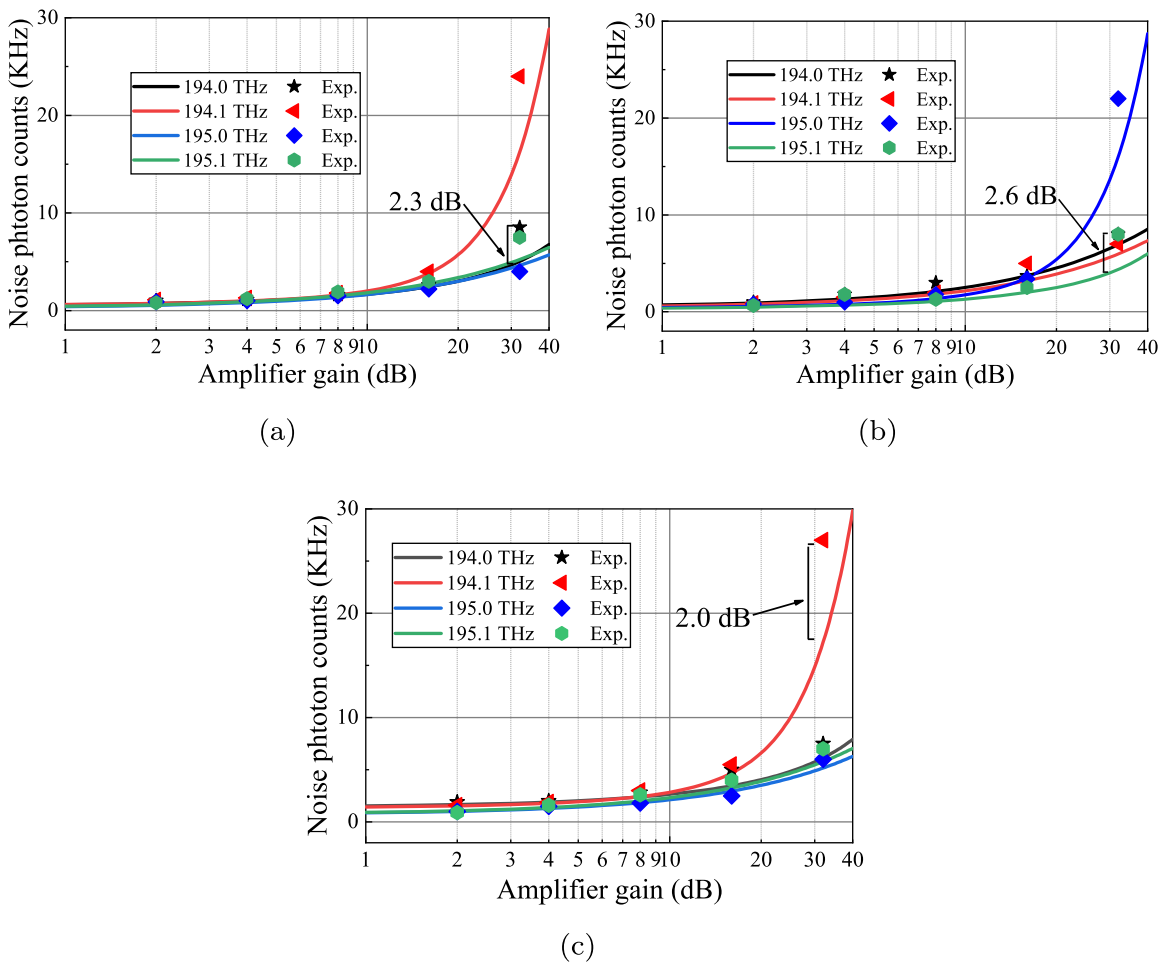 (a)
Noise phtoton counts (KHz)
30
20
10
0
194.0 THz Exp.
194.1 THz Exp.
195.0 THz Exp.
195.1 THz Exp.
2.3 dB
1 2 3 4 5 6 7 8 9 10 20 30 40
Amplifier gain (dB)
(b)
Noise phtoton counts (KHz)
30
20
10
0
194.0 THz Exp.
194.1 THz Exp.
195.0 THz Exp.
195.1 THz Exp.
2.6 dB
1 2 3 4 5 6 7 8 9 10 20 30 40
Amplifier gain (dB)
Noise phtoton counts (KHz)
30
20
10
0
194.0 THz Exp.
194.1 THz Exp.
195.0 THz Exp.
195.1 THz Exp.
2.0 dB
1 2 3 4 5 6 7 8 9 10 20 30 40
Amplifier gain (dB)
(c)